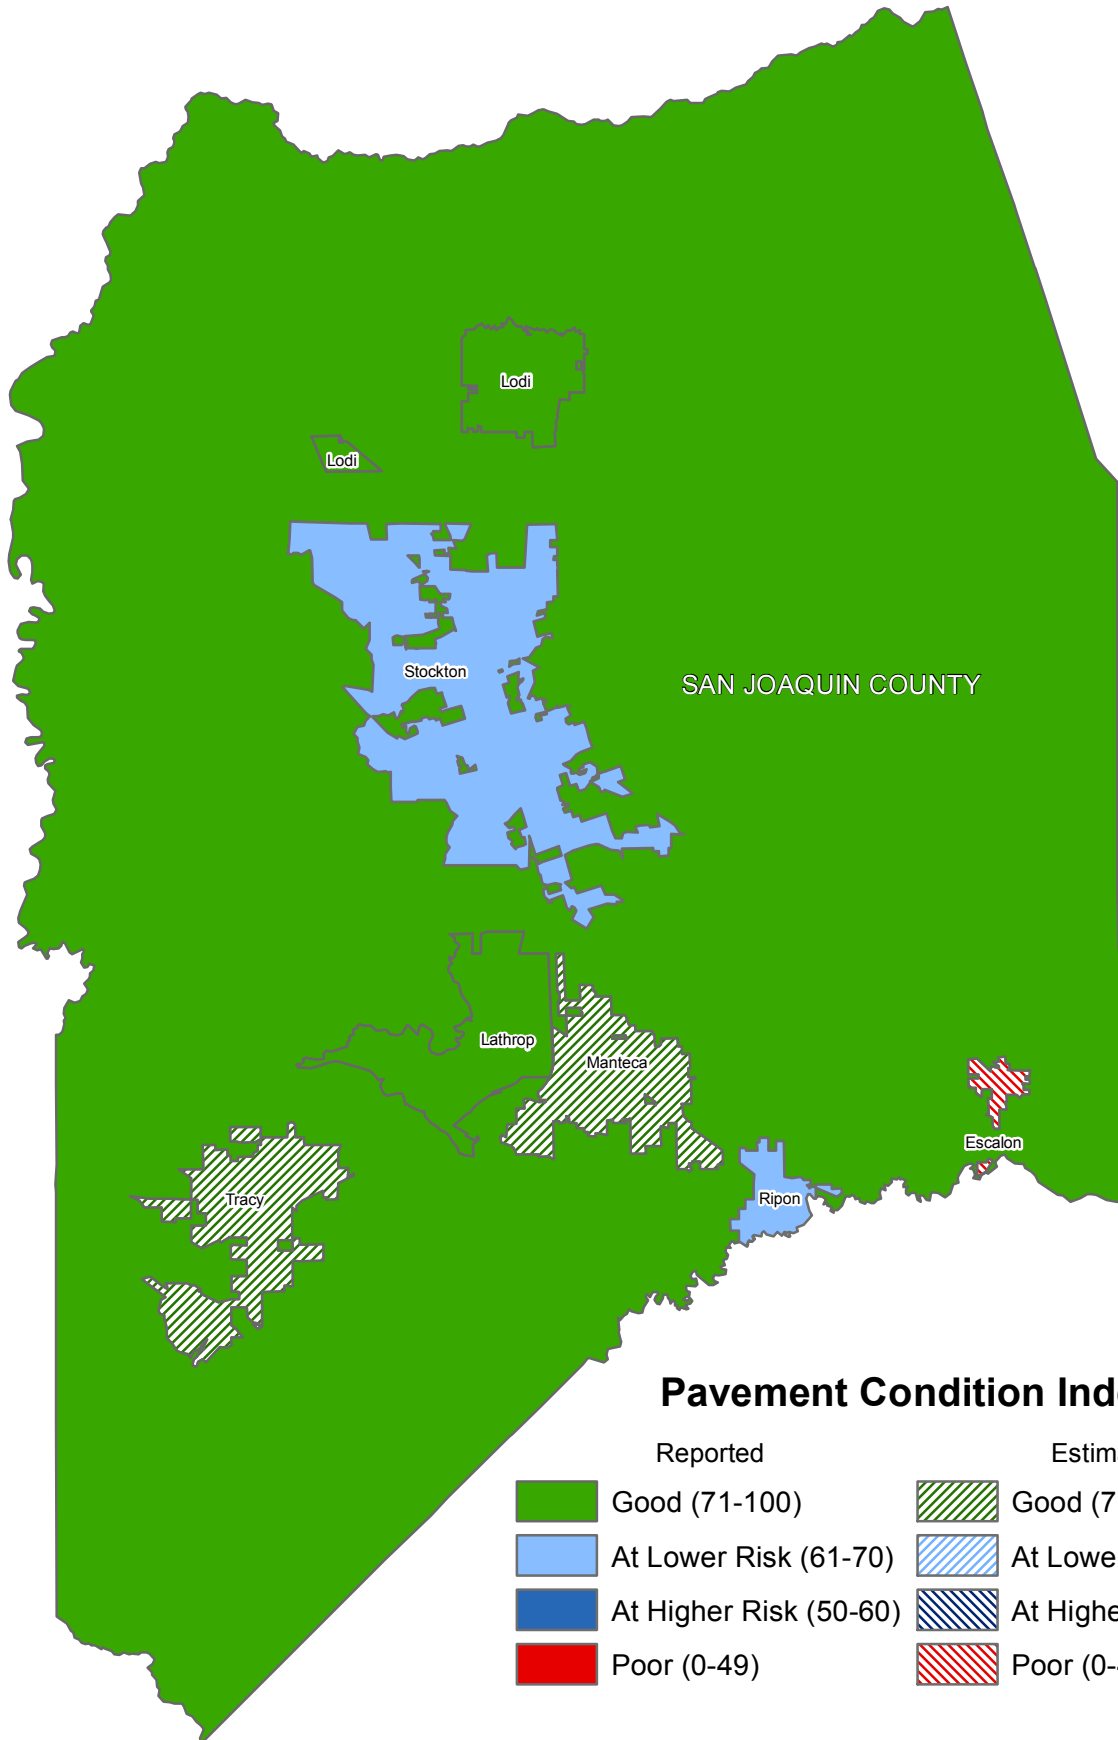 Lodi
Lodi
Stockton
SAN JOAQUIN COUNTY
Lathrop
Manteca
Escalon
Tracy
Ripon
Pavement Condition Ind
Reported
Estim
Good (71-100)
Good (7
At Lower Risk (61-70)
At Lowe
At Higher Risk (50-60)
At Highe
Poor (0-49)
Poor (0-